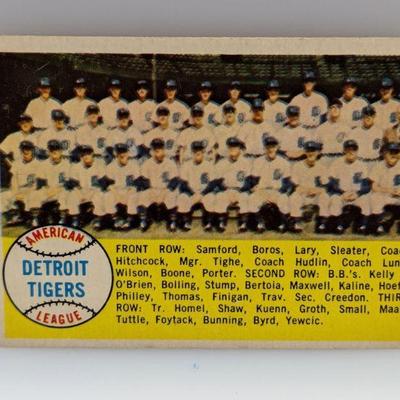 AMERICAN
DETROIT
TIGERS
LEAGUE
FRONT ROW: Samford, Boros, Lary, Sleater, Coac
Hitchcock, Mgr. Tighe, Coach Hudlin, Coach Lun
Wilson, Boone, Porter. SECOND ROW: B.B.'s. Kelly
O'Brien, Bolling, Stump, Bertoia, Maxwell, Kaline, Hoef
Philley, Thomas, Finigan, Trav. Sec. Creedon. THIR
ROW: Tr. Homel, Shaw, Kuenn, Groth, Small, Maa
Tuttle, Foytack, Bunning, Byrd, Yewcic.